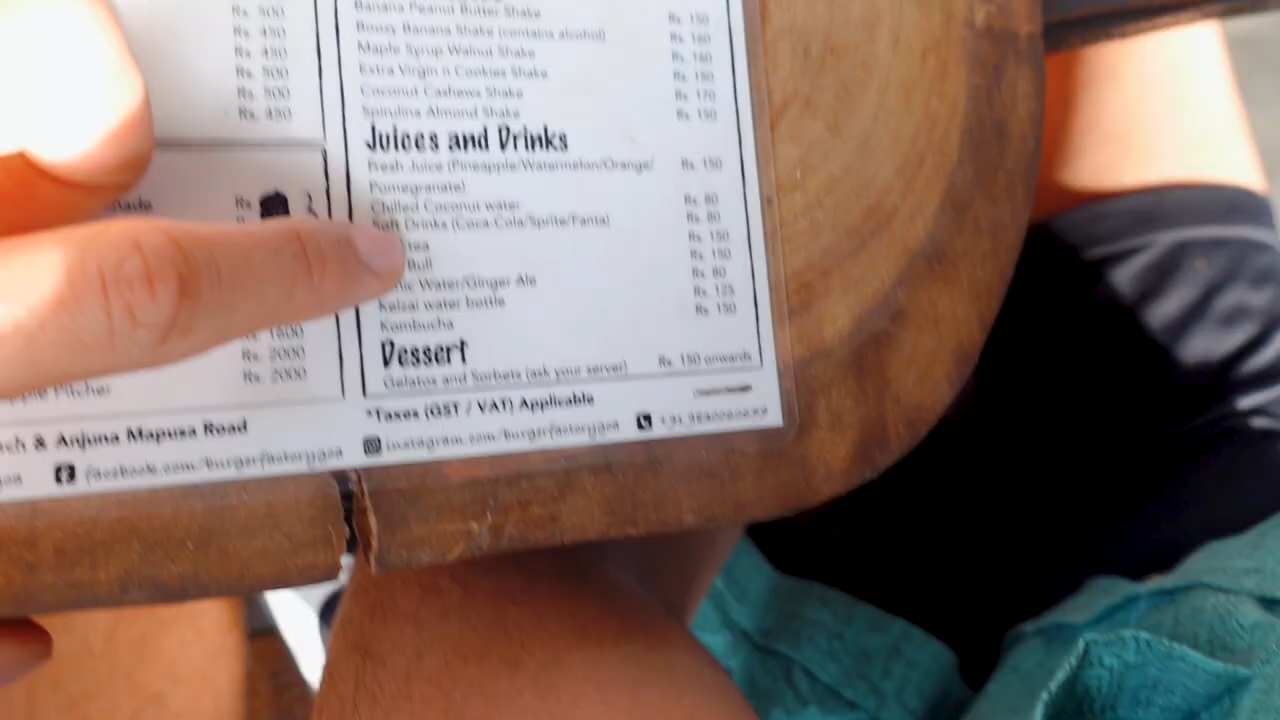 Rs. 500
Rs. 450
Rs. 450
Rs. 500
Rs. 500
Rs. 450
Rs
1600
Rs. 2000
Rs. 2000
Pitcher
Banana Peanut Butter Shake Rs. 150
Boozy Banana Shake (contains alcohol) Rs. 160
Maple Syrup Walnut Shake Rs. 160
Extra Virgin n Cookies Shake Rs. 150
Coconut Cashews Shake Rs. 170
Spirulina Almond Shake Rs. 150
Juices and Drinks
Fresh Juice (Pineapple/Watermelon/Orange/ Rs. 150
Pomegranate)
Chilled Coconut water Rs. 80
Soft Drinks (Coca-Cola/Sprite/Fanta) Rs. 80
tea Rs. 150
Bull Rs. 150
Water/Ginger Ale Rs. 80
Kelzai water bottle Rs. 125
Kombucha Rs. 150
Dessert
Gelatos and Sorbets (ask your server) Rs. 150 onwards
*Taxes (GST / VAT) Applicable
& Anjuna Mapusa Road
facebook.com/burgerfactorygoa
instagram.com/burgerfactorygoa